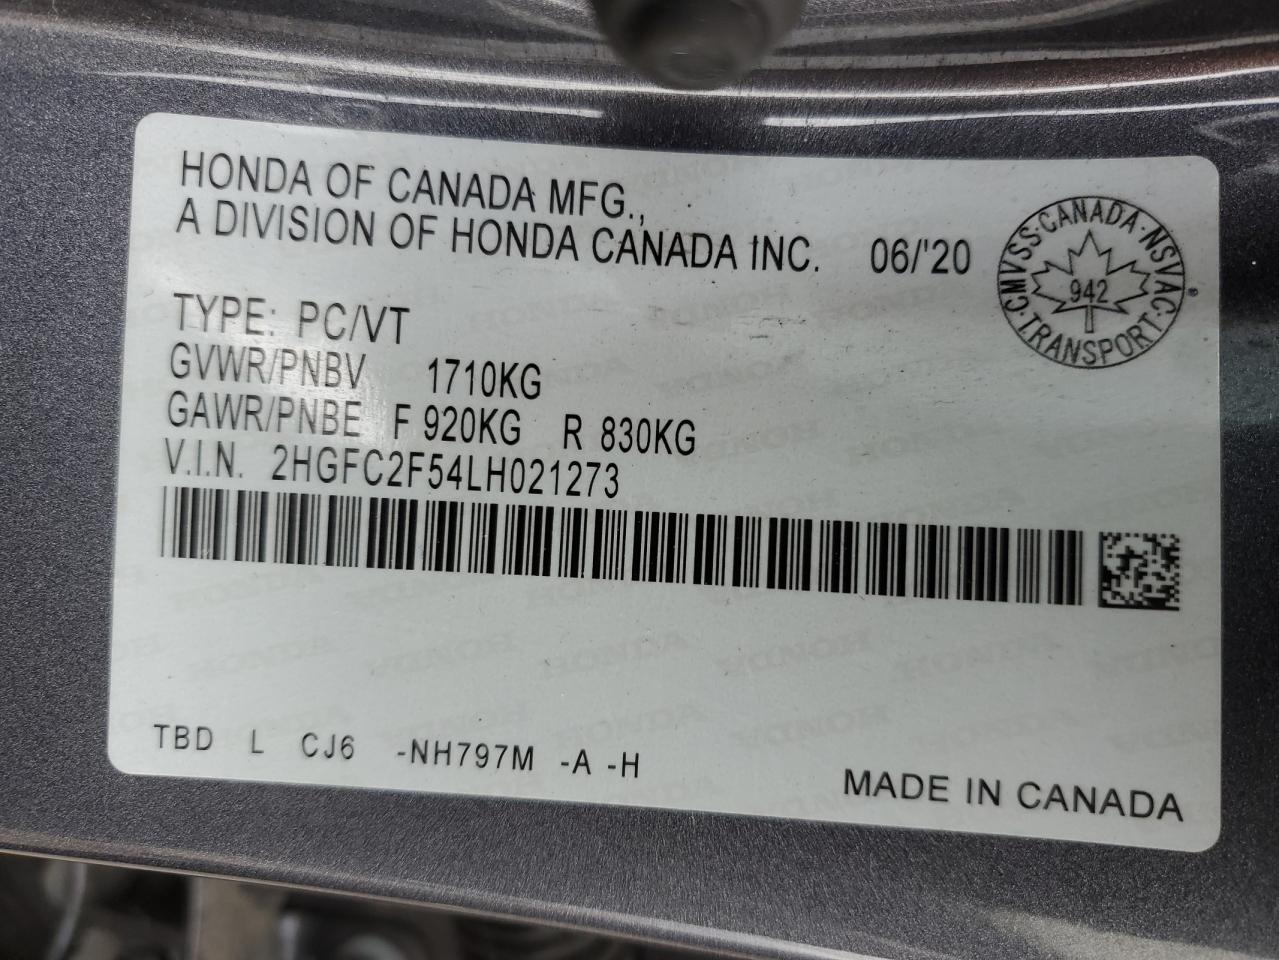 HONDA OF CANADA MFG.,
A DIVISION OF HONDA CANADA INC. 06/'20
CMVSS·CANADA·NSVAC·TRANSPORT·
942
TYPE: PC/VT
GVWR/PNBV 1710KG
GAWR/PNBE F 920KG R 830KG
V.I.N. 2HGFC2F54LH021273
TBD L CJ6 -NH797M -A -H
MADE IN CANADA